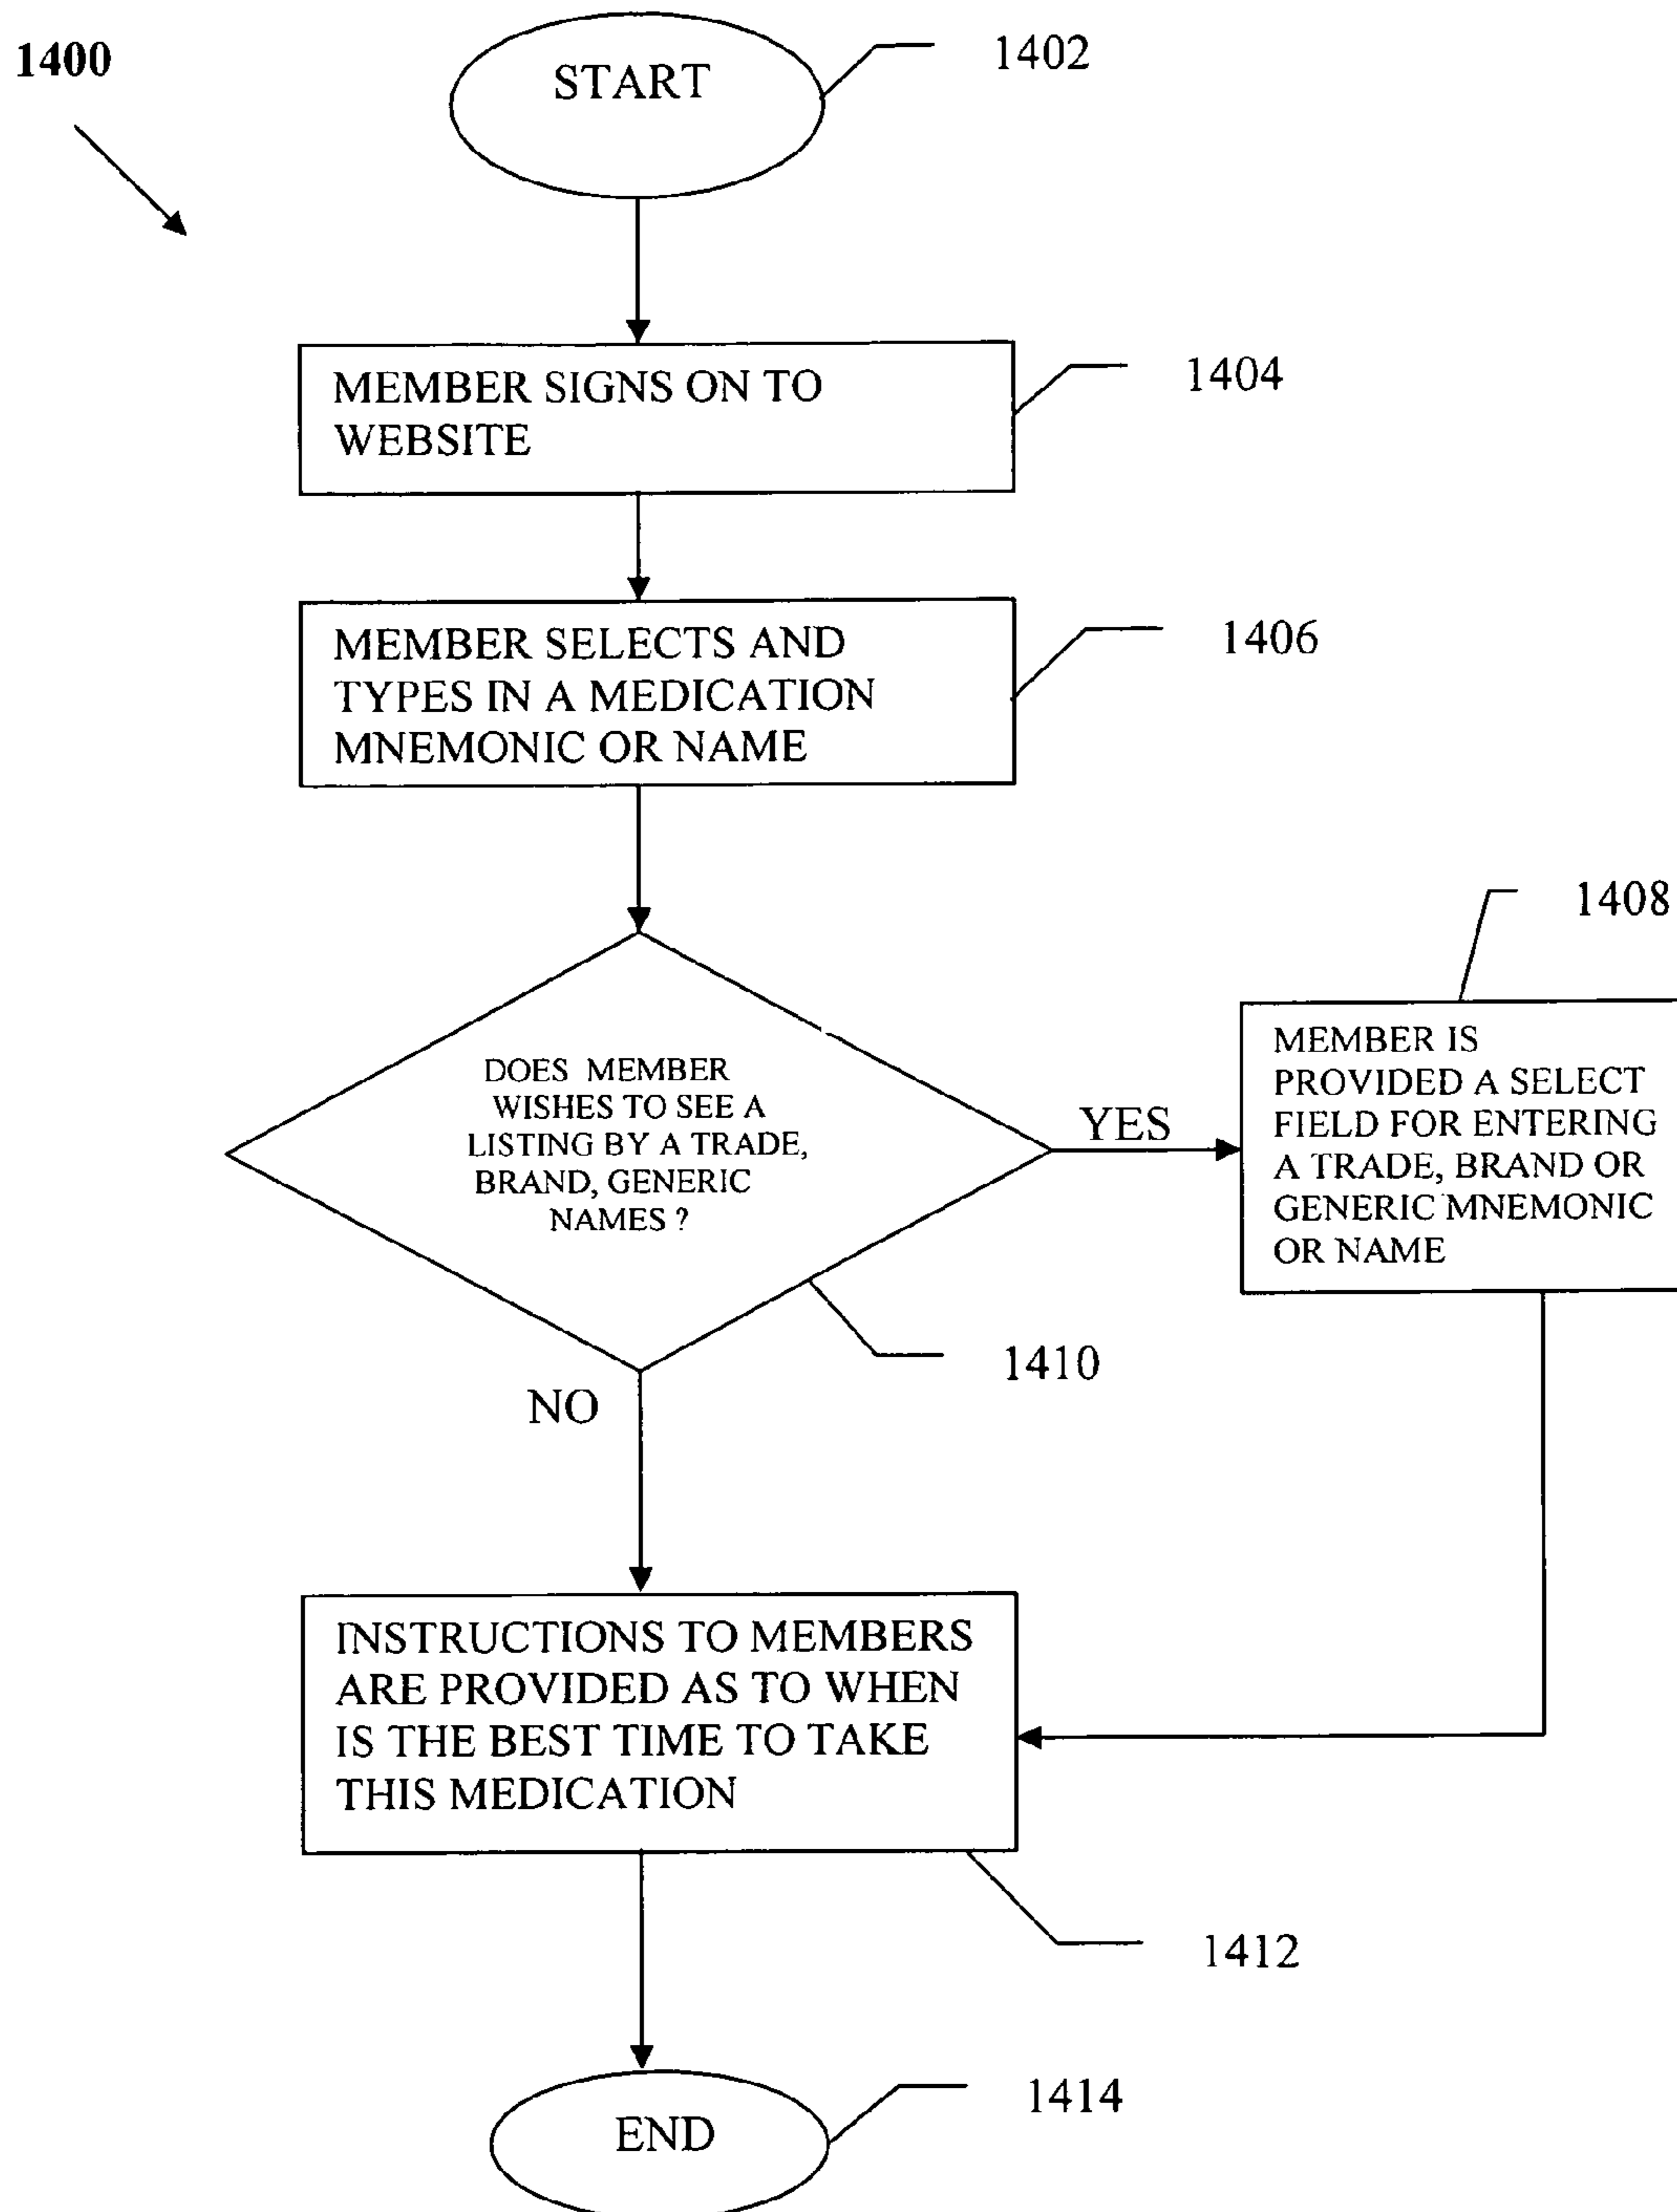 1400
START
1402
MEMBER SIGNS ON TO
WEBSITE
1404
MEMBER SELECTS AND
TYPES IN A MEDICATION
MNEMONIC OR NAME
1406
1408
DOES MEMBER
WISHES TO SEE A
LISTING BY A TRADE,
BRAND, GENERIC
NAMES ?
YES
MEMBER IS
PROVIDED A SELECT
FIELD FOR ENTERING
A TRADE, BRAND OR
GENERIC MNEMONIC
OR NAME
1410
NO
INSTRUCTIONS TO MEMBERS
ARE PROVIDED AS TO WHEN
IS THE BEST TIME TO TAKE
THIS MEDICATION
1412
END
1414